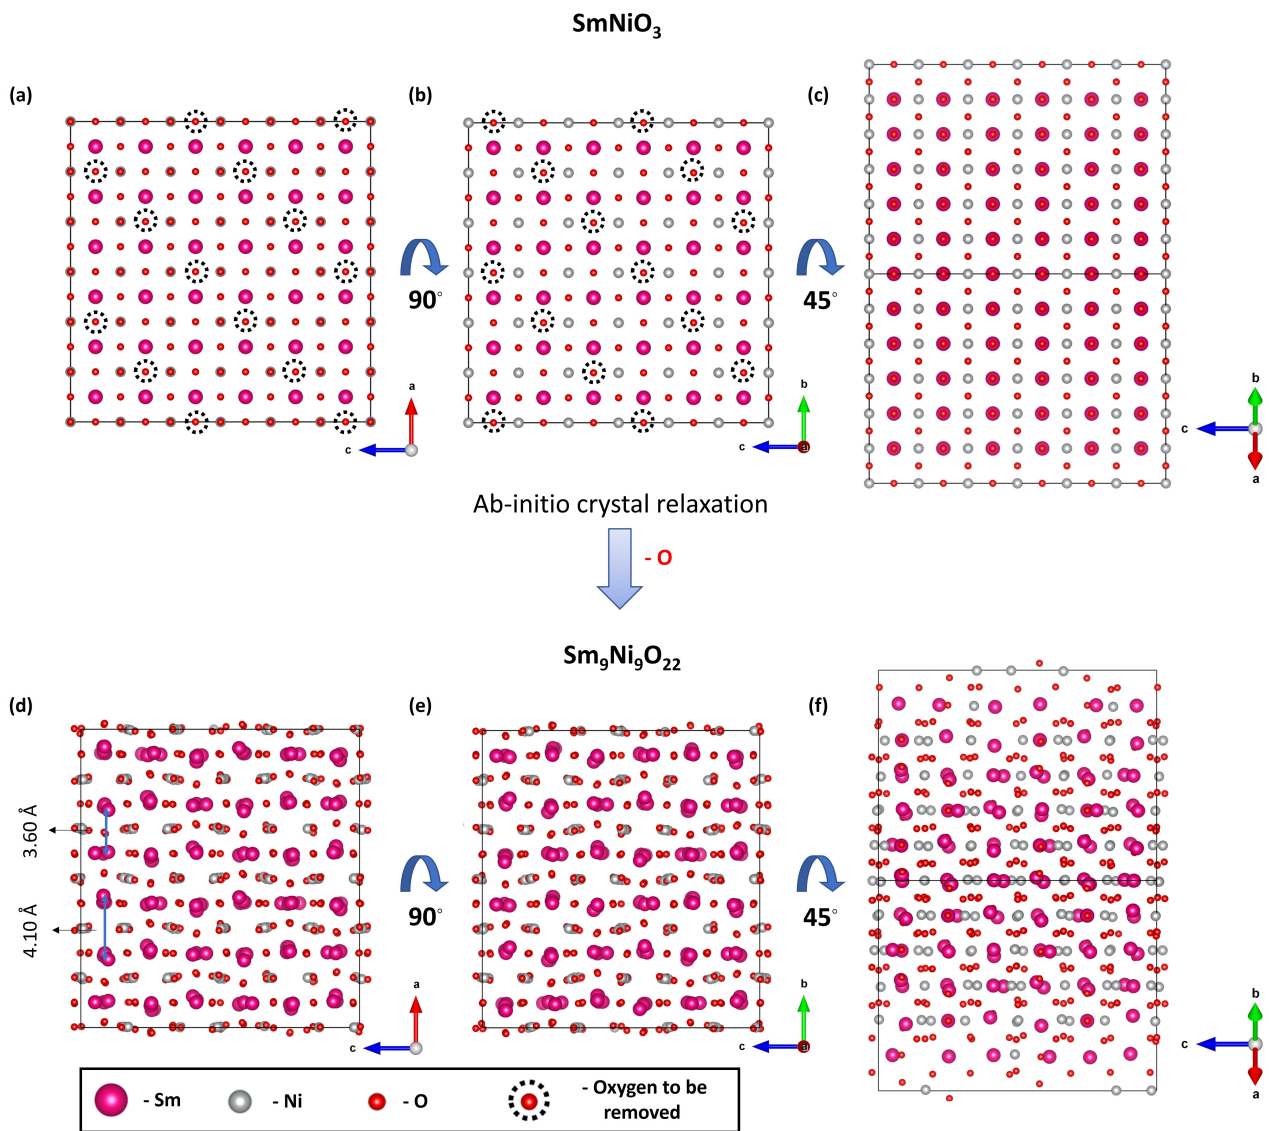 SmNiO₃
(a)
(b)
(c)
90°
45°
a
c
b
c
a
b
c
a
Ab-initio crystal relaxation
- O
Sm₉Ni₉O₂₂
(d)
(e)
(f)
3.60 Å
4.10 Å
90°
45°
a
c
b
c
a
b
c
a
- Sm
- Ni
- O
- Oxygen to be
removed